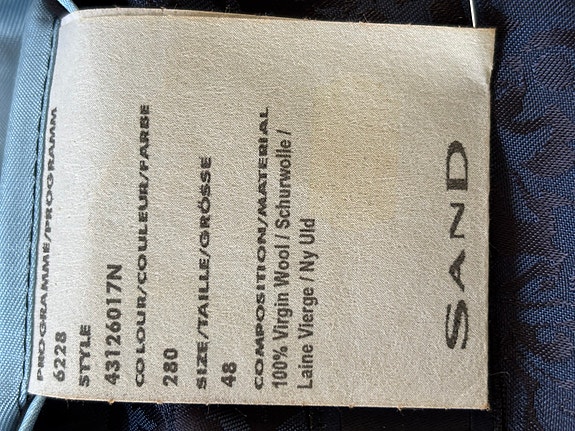 PROGRAMME/PROGRAMM
6228
STYLE
43126017N
COLOUR/COULEUR/FARBE
280
SIZE/TAILLE/GRÖSSE
48
COMPOSITION/MATERIAL
100% Virgin Wool / Schurwolle /
Laine Vierge / Ny Uld
SAND